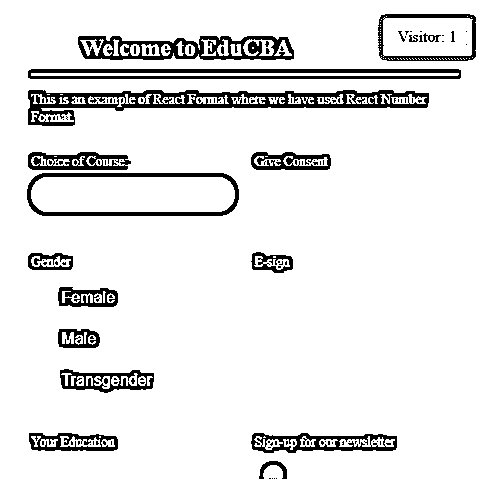 Welcome to EduCBA
Visitor: 1
This is an example of React Format where we have used React Number
Format.
Choice of Course:-
Give Consent
Gender
E-sign
Female
Male
Transgender
Your Education
Sign-up for our newsletter